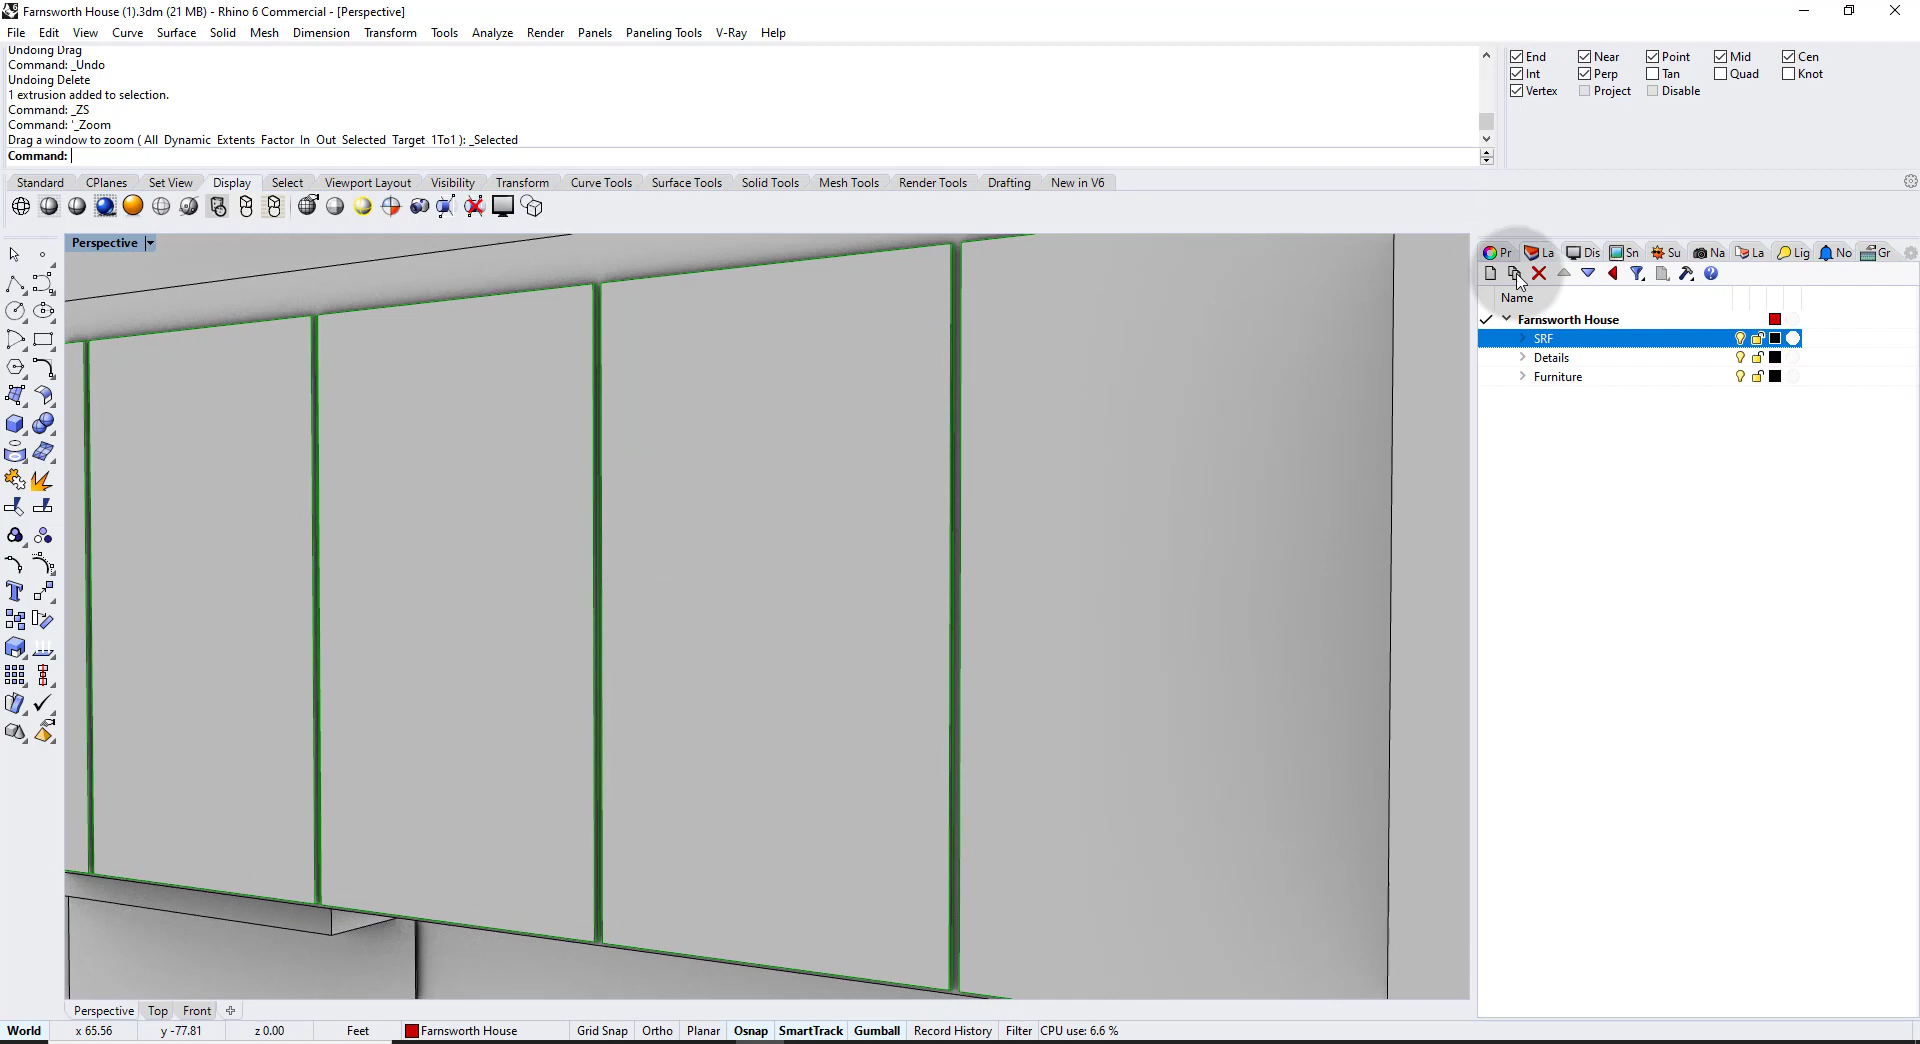 Farnsworth House (1).3dm (21 MB) - Rhino 6 Commercial - [Perspective]
File Edit View Curve Surface Solid Mesh Dimension Transform Tools Analyze Render Panels Paneling Tools V-Ray Help
Undoing Drag
Command: _Undo
Undoing Delete
1 extrusion added to selection.
Command: _ZS
Command: '_Zoom
Drag a window to zoom ( All Dynamic Extents Factor In Out Selected Target 1To1 ): _Selected
Command:
End Near Point Mid Cen
Int Perp Tan Quad Knot
Vertex Project Disable
Standard CPlanes Set View Display Select Viewport Layout Visibility Transform Curve Tools Surface Tools Solid Tools Mesh Tools Render Tools Drafting New in V6
Perspective
Pr La Dis Sn Su Na La Lig No Gr
Name
Farnsworth House
SRF
Details
Furniture
Perspective Top Front
World x 65.56 y -77.81 z 0.00 Feet Farnsworth House Grid Snap Ortho Planar Osnap SmartTrack Gumball Record History Filter CPU use: 6.6 %